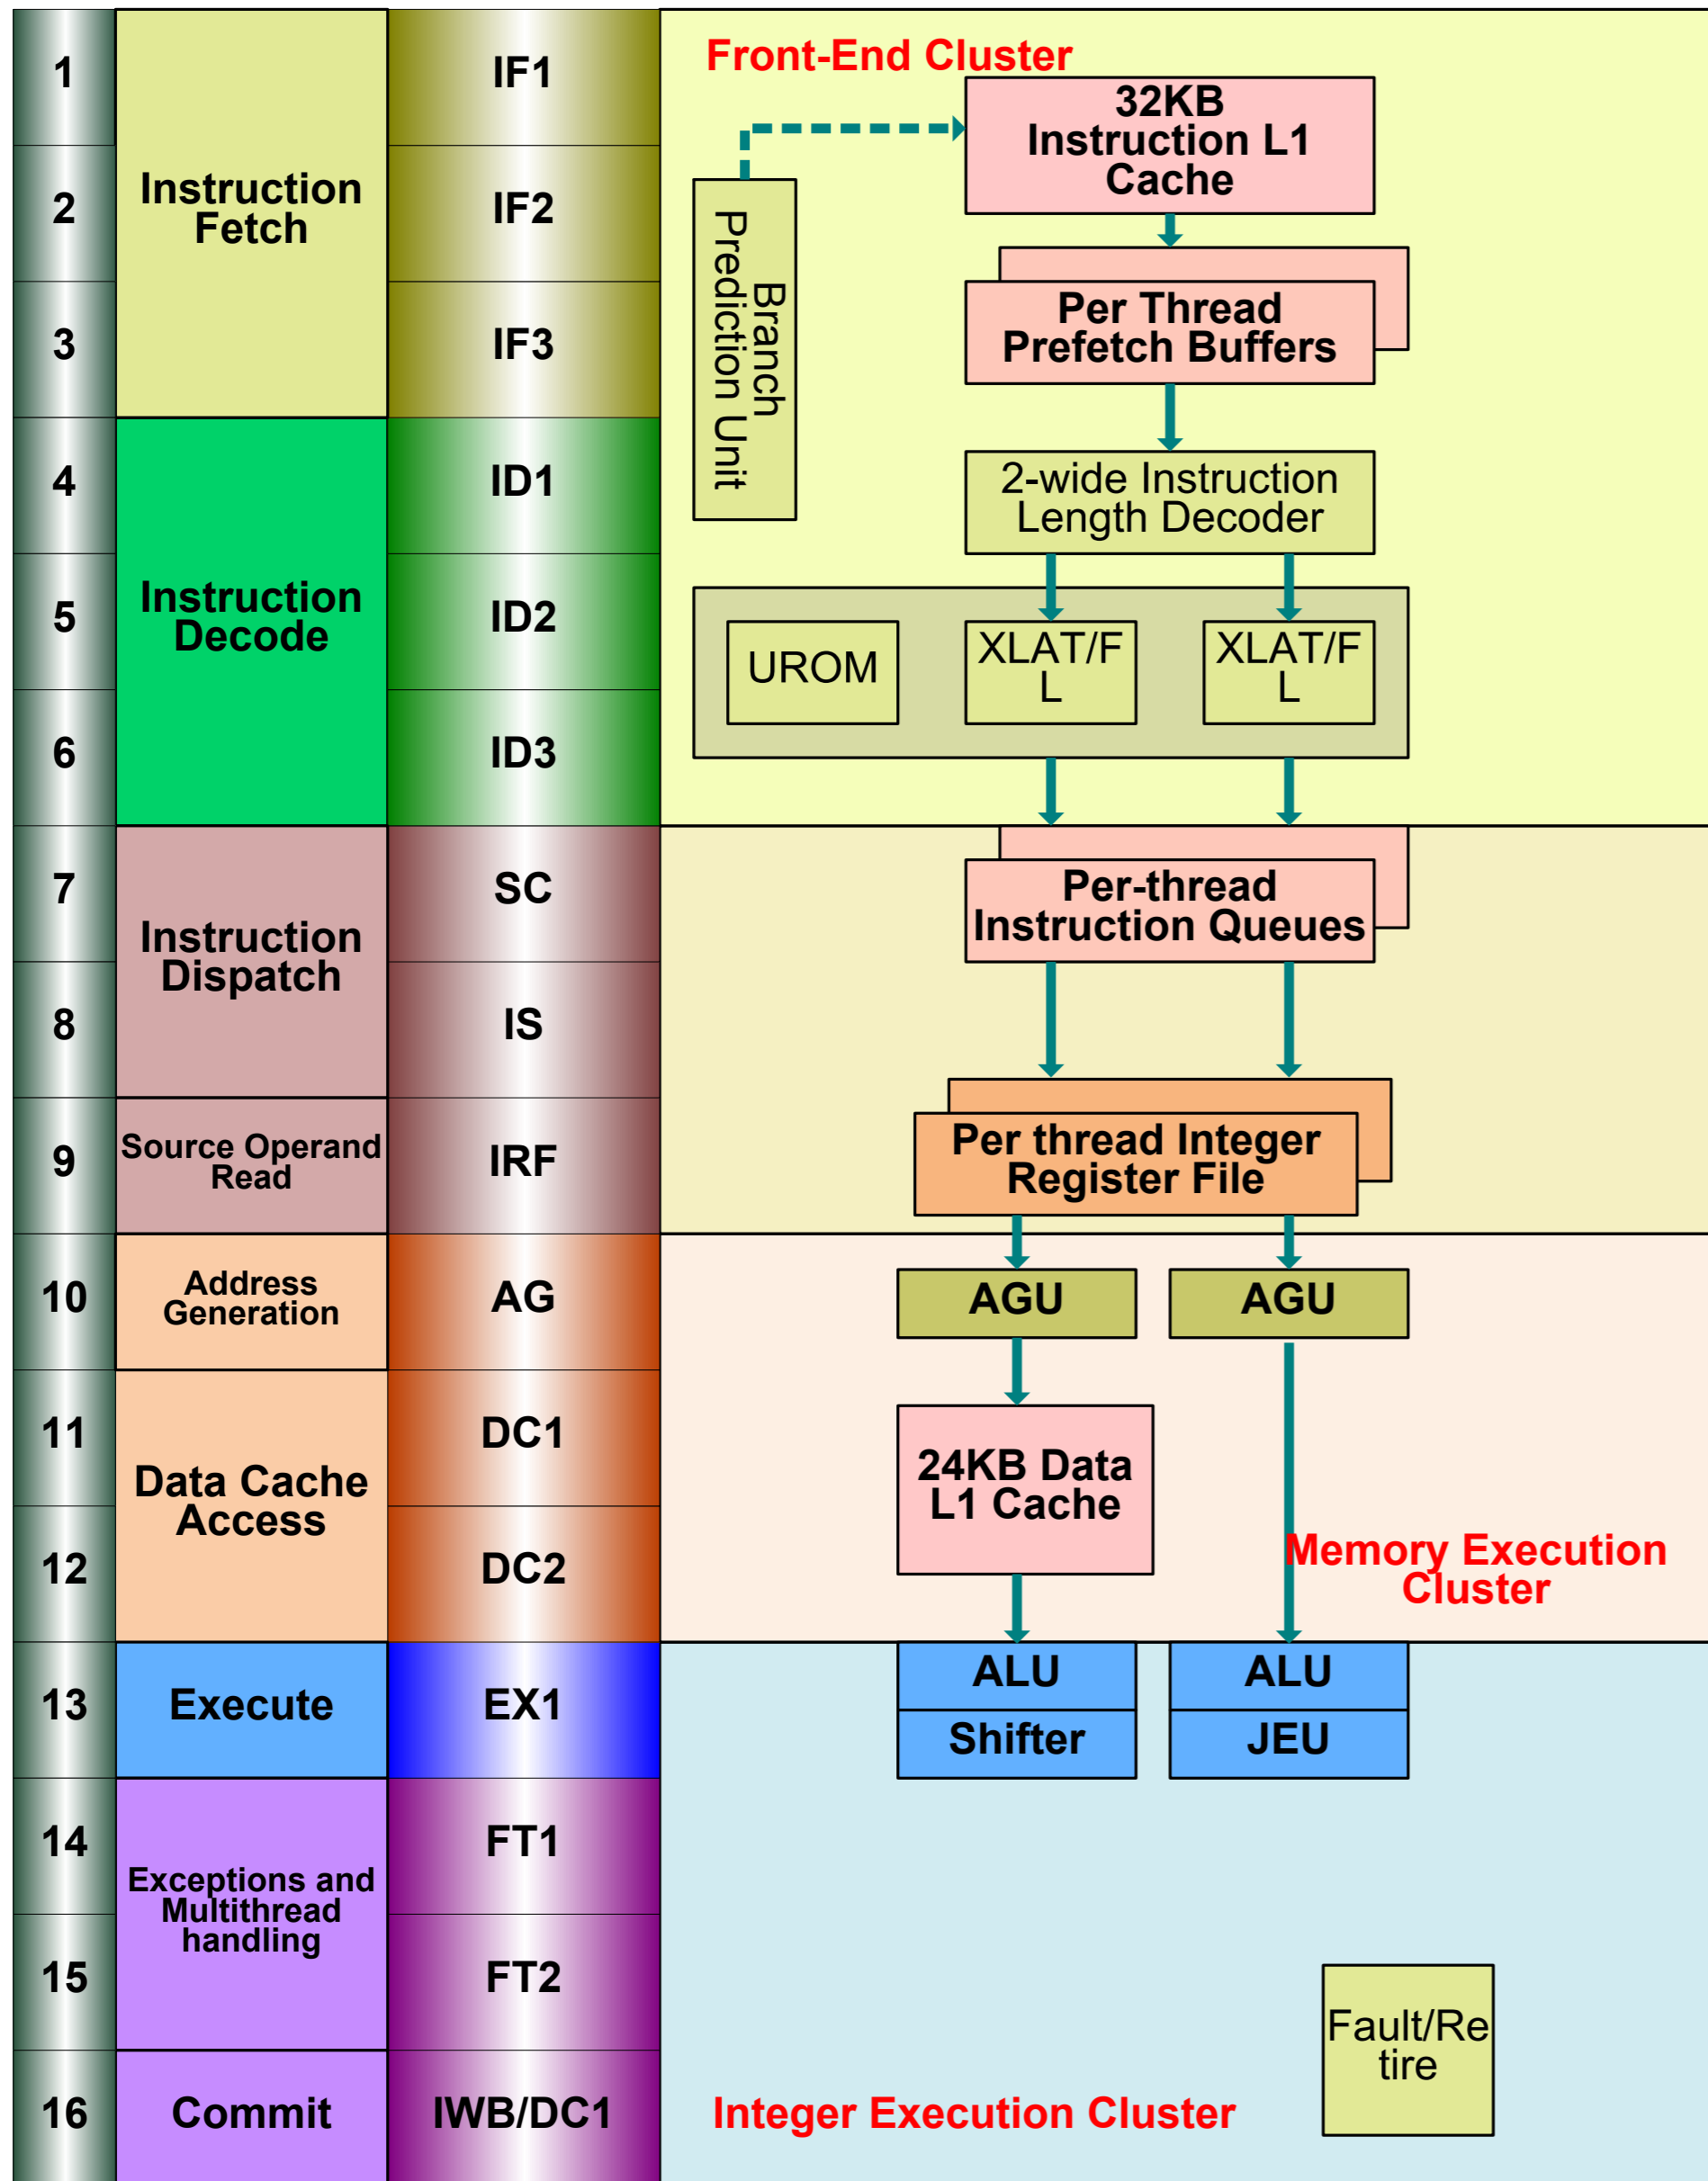 1
IF1
Front-End Cluster
32KB
Instruction L1
Cache
2
Instruction
Fetch
IF2
Branch
Prediction Unit
3
IF3
Per Thread
Prefetch Buffers
4
ID1
2-wide Instruction
Length Decoder
5
Instruction
Decode
ID2
UROM
XLAT/F
L
XLAT/F
L
6
ID3
7
SC
Per-thread
Instruction Queues
Instruction
Dispatch
8
IS
9
Source Operand
Read
IRF
Per thread Integer
Register File
10
Address
Generation
AG
AGU
AGU
11
DC1
Data Cache
Access
24KB Data
L1 Cache
12
DC2
Memory Execution
Cluster
13
Execute
EX1
ALU
Shifter
ALU
JEU
14
FT1
Exceptions and
Multithread
handling
15
FT2
Fault/Re
tire
16
Commit
IWB/DC1
Integer Execution Cluster